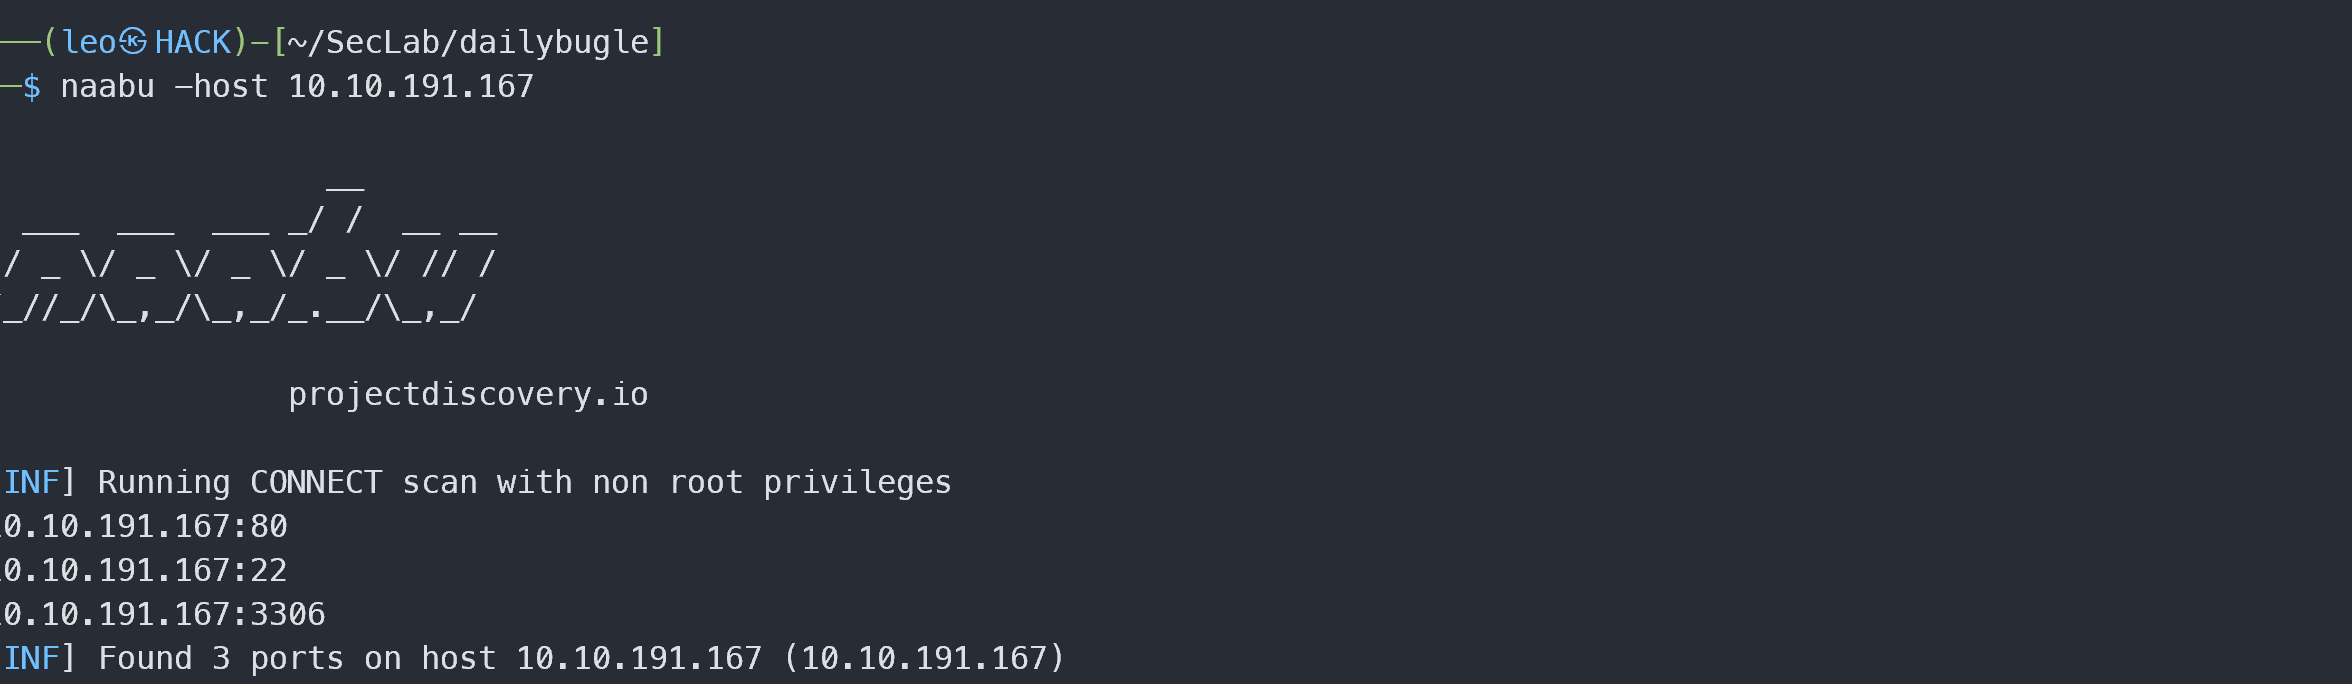 ──(leo㉿HACK)-[~/SecLab/dailybugle]
─$ naabu -host 10.10.191.167
                 __
 ___  ___  ___ _/ /  __ __
/ _ \/ _ \/ _ \/ _ \/ // /
_//_/\_,_/\_,_/_.__/\_,_/
projectdiscovery.io
INF] Running CONNECT scan with non root privileges
0.10.191.167:80
0.10.191.167:22
0.10.191.167:3306
INF] Found 3 ports on host 10.10.191.167 (10.10.191.167)